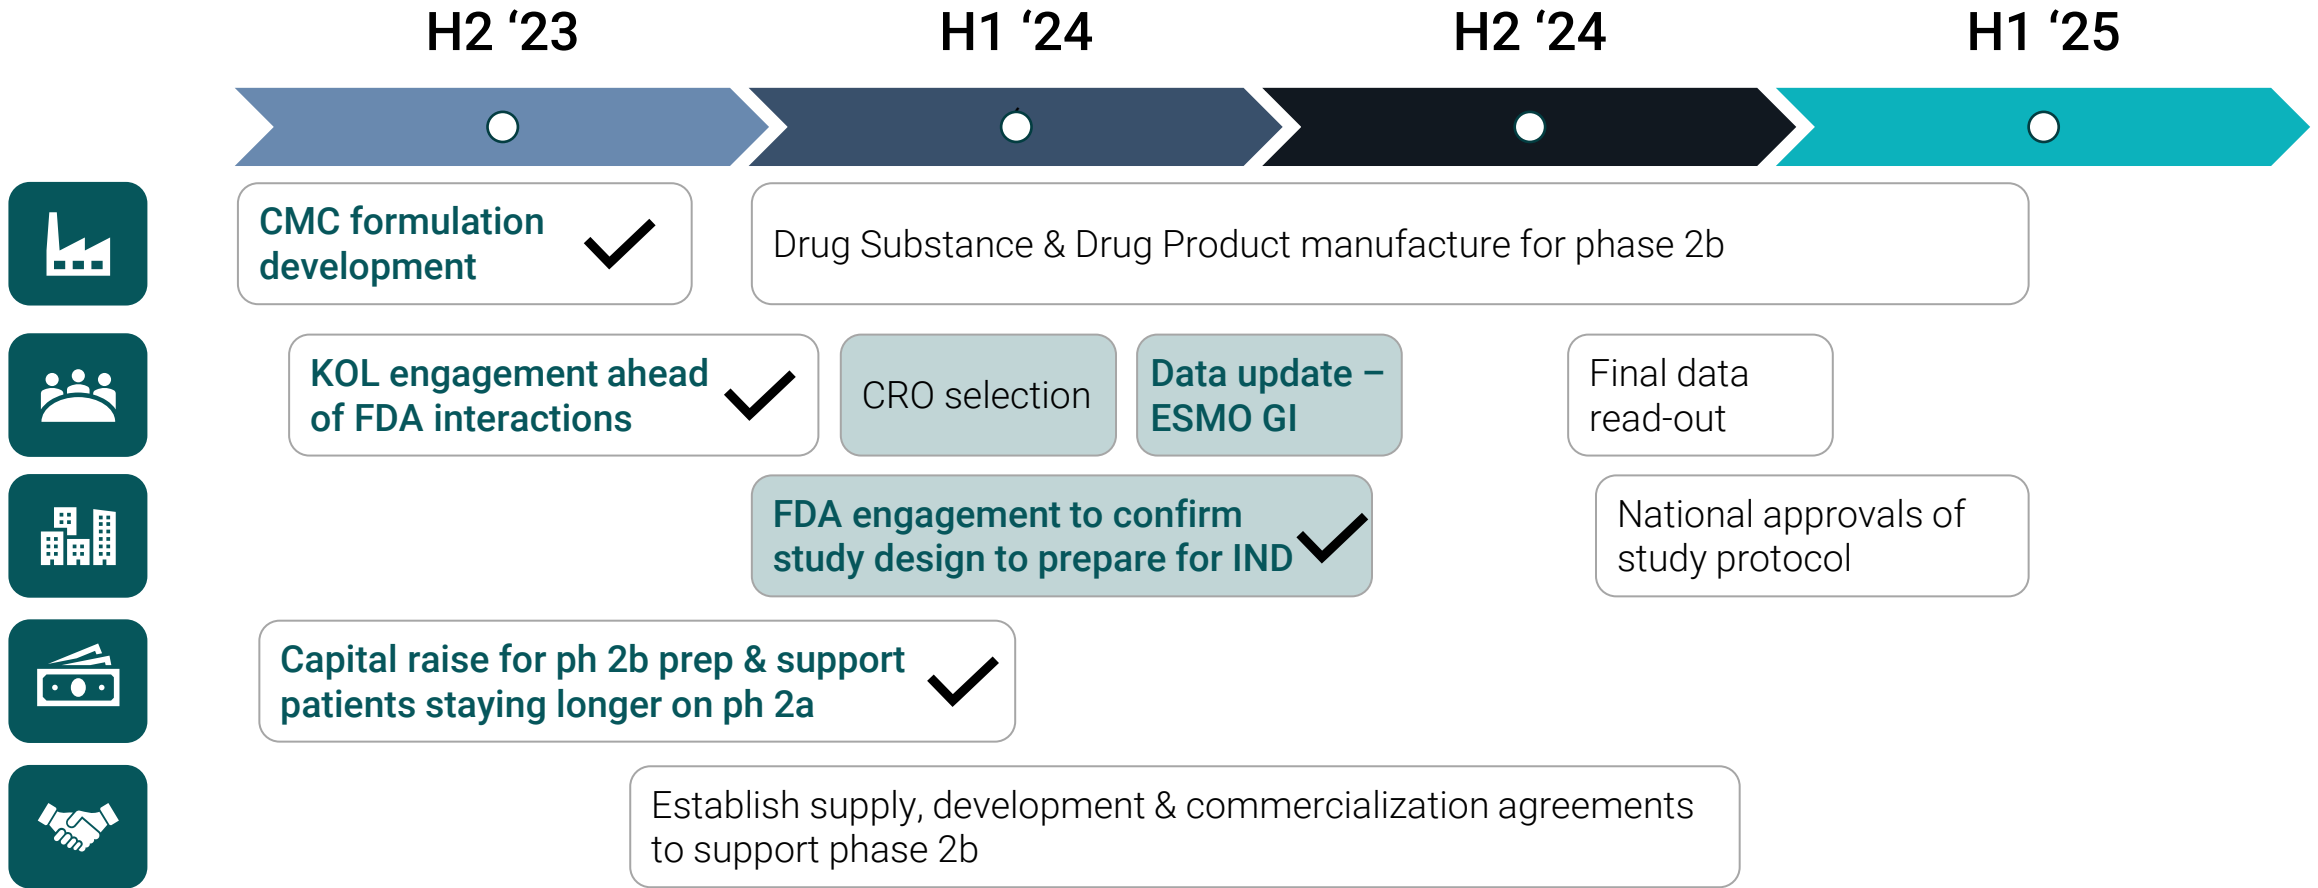 H2 ‘23
H1 ‘24
H2 ‘24
H1 ‘25
CMC formulation
development
Drug Substance & Drug Product manufacture for phase 2b
KOL engagement ahead
of FDA interactions
CRO selection
Data update –
ESMO GI
Final data
read-out
FDA engagement to confirm
study design to prepare for IND
National approvals of
study protocol
Capital raise for ph 2b prep & support
patients staying longer on ph 2a
Establish supply, development & commercialization agreements
to support phase 2b